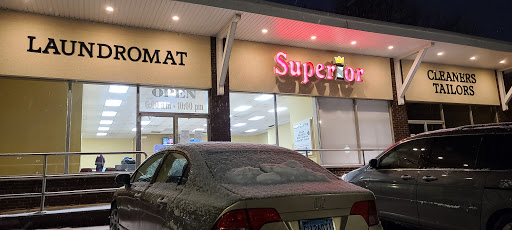 LAUNDROMAT
Superior
CLEANERS
TAILORS
OPEN